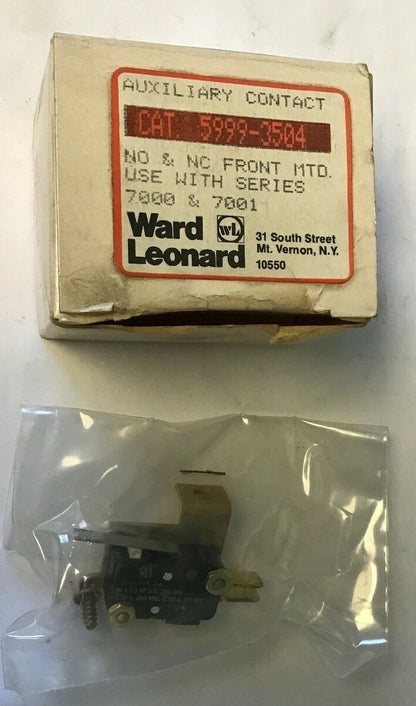 AUXILIARY CONTACT
CAT. 5999-3504
NO & NC FRONT MTD.
USE WITH SERIES
7000 & 7001
Ward WL
Leonard
31 South Street
Mt. Vernon, N.Y.
10550